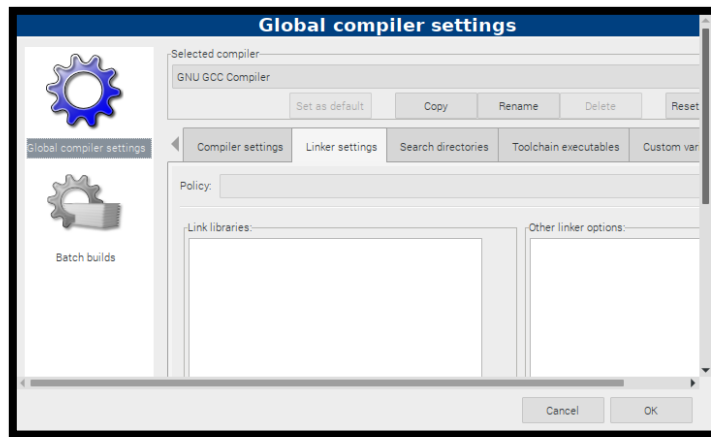 Global compiler settings
Selected compiler
GNU GCC Compiler
Set as default Copy Rename Delete Reset
Global compiler settings
Compiler settings Linker settings Search directories Toolchain executables Custom var
Policy:
Link libraries: Other linker options:
Batch builds
Cancel OK